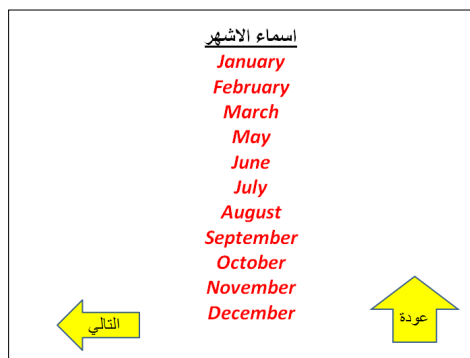 اسماء الاشهر
January
February
March
May
June
July
August
September
October
November
December
عودة
التالي